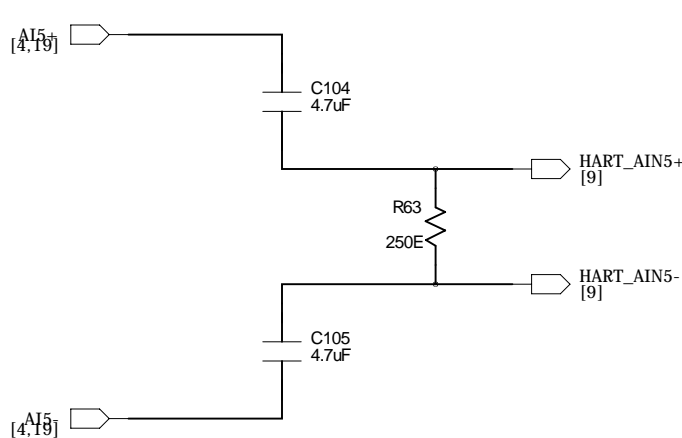 AI5+
[4,19]
C104
4.7uF
HART_AIN5+
[9]
R63
250E
HART_AIN5-
[9]
C105
4.7uF
AI5-
[4,19]